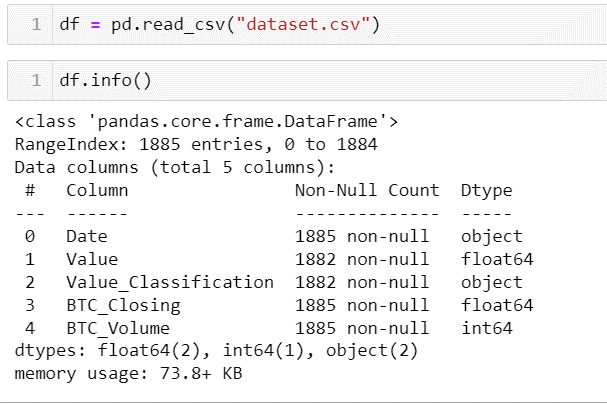 1 df = pd.read_csv("dataset.csv")
1 df.info()
<class 'pandas.core.frame.DataFrame'>
RangeIndex: 1885 entries, 0 to 1884
Data columns (total 5 columns):
 #   Column                Non-Null Count  Dtype
---  ------                --------------  -----
 0   Date                  1885 non-null   object
 1   Value                 1882 non-null   float64
 2   Value_Classification  1882 non-null   object
 3   BTC_Closing           1885 non-null   float64
 4   BTC_Volume            1885 non-null   int64
dtypes: float64(2), int64(1), object(2)
memory usage: 73.8+ KB